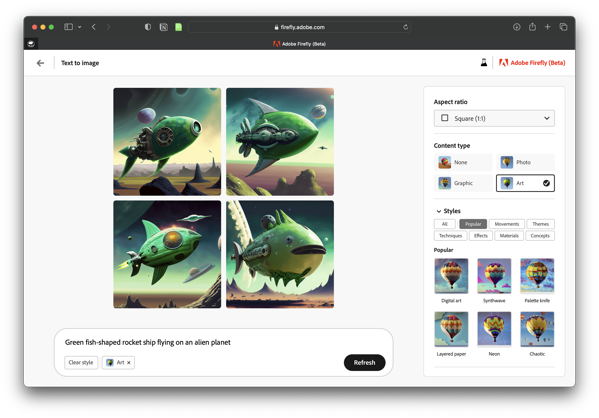 firefly.adobe.com
Adobe Firefly (Beta)
Text to image
Adobe Firefly (Beta)
Aspect ratio
Square (1:1)
Content type
None
Photo
Graphic
Art
Styles
All
Popular
Movements
Themes
Techniques
Effects
Materials
Concepts
Popular
Digital art
Synthwave
Palette knife
Layered paper
Neon
Chaotic
Green fish-shaped rocket ship flying on an alien planet
Clear style
Art ×
Refresh